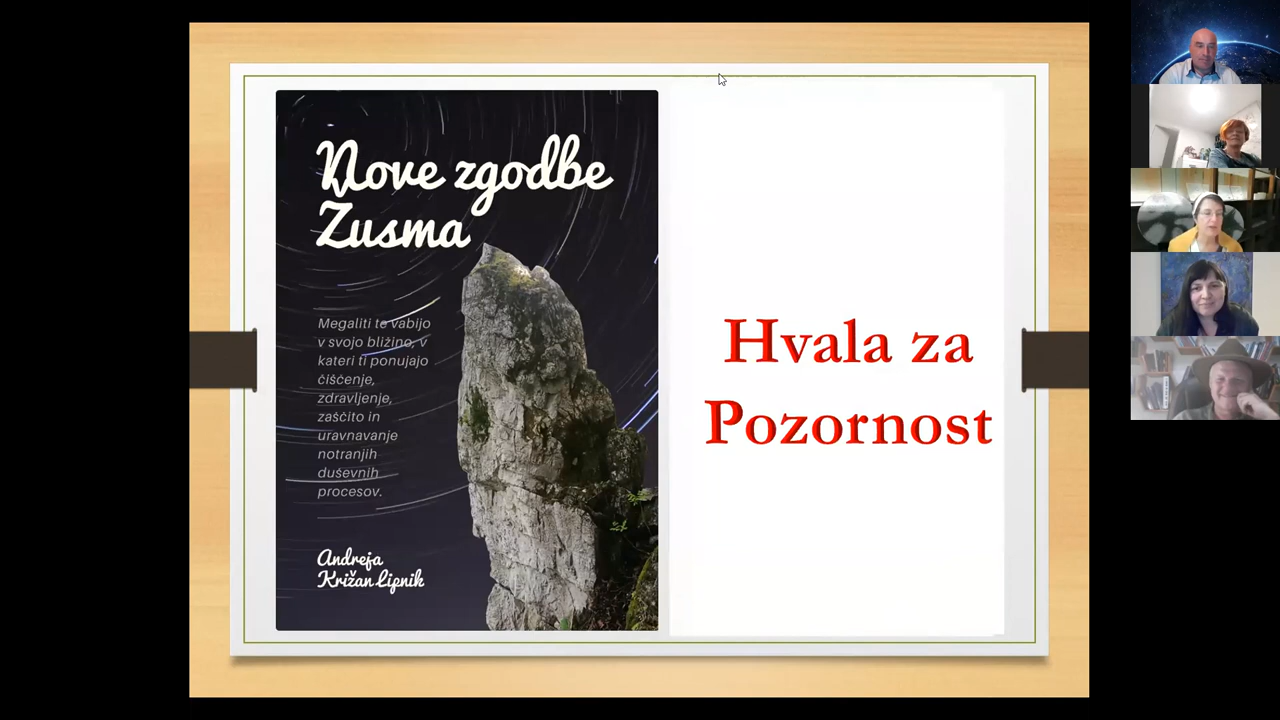 Nove zgodbe
Žusma
Megaliti te vabijo
v svojo bližino, v
kateri ti ponujajo
čiščenje,
zdravljenje,
zaščito in
uravnavanje
notranjih
duševnih
procesov.
Andreja
Križan Lipnik
Hvala za
Pozornost